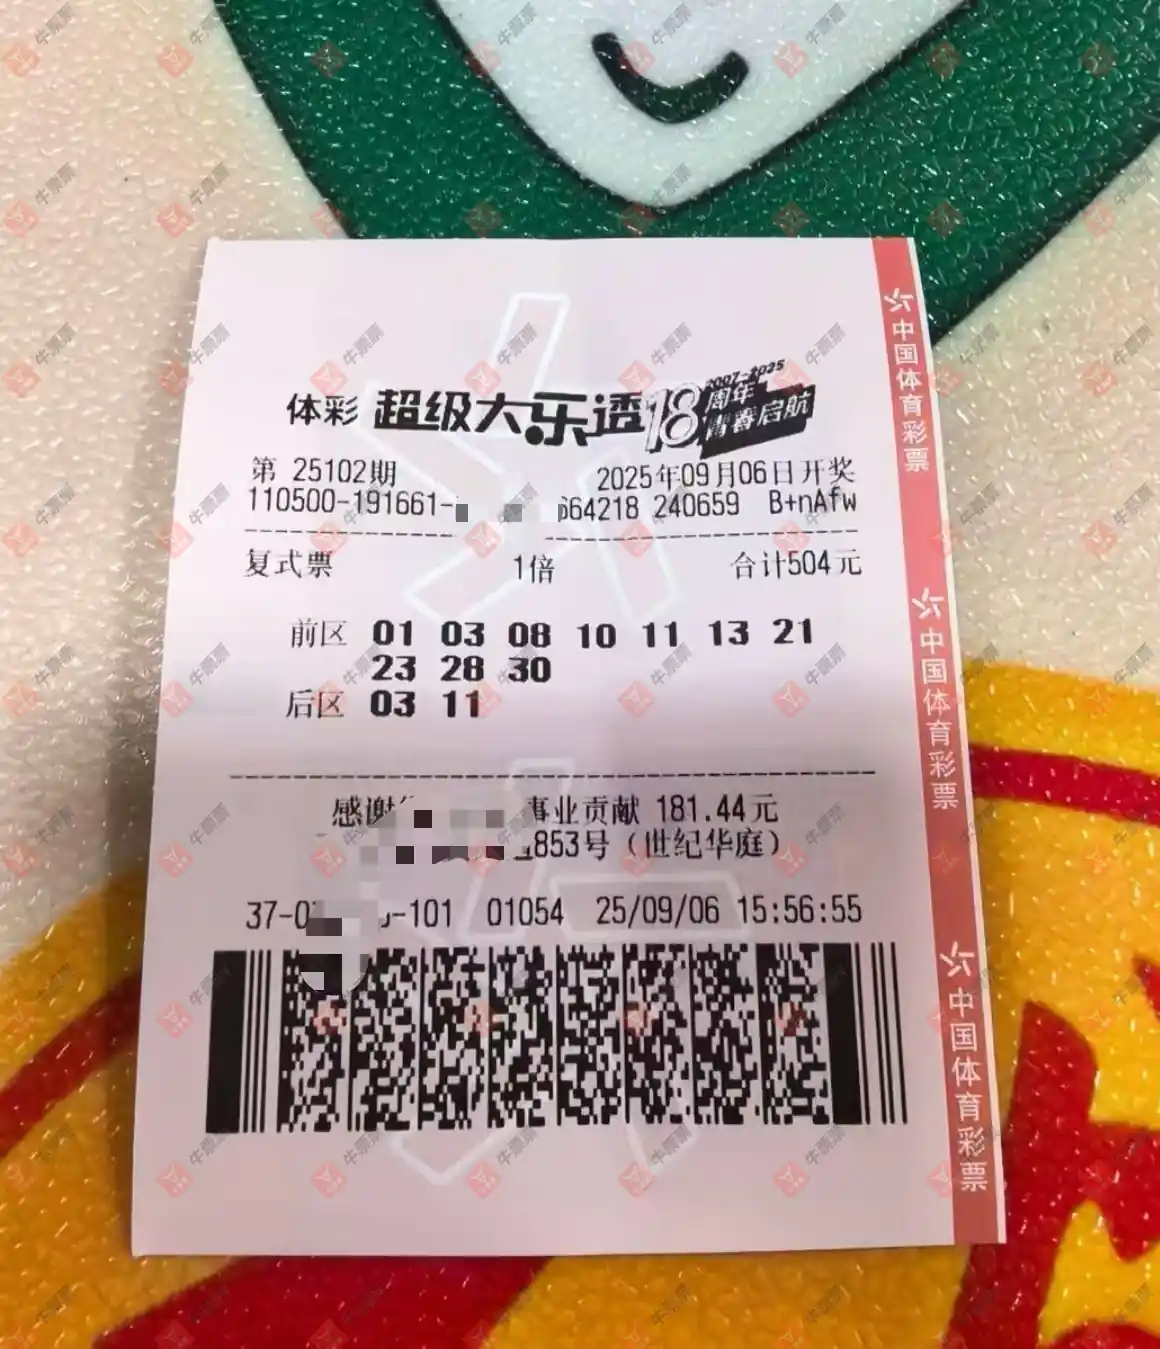 体彩 超级大乐透 18 2007-2025 周年 青春启航
第 25102期 2025年09月06日开奖
110500-191661- 64218 240659 B+nAfw
复式票 1倍 合计504元
前区 01 03 08 10 11 13 21
23 28 30
后区 03 11
感谢 事业贡献 181.44元
853号（世纪华庭）
37-0 -101 01054 25/09/06 15:56:55
中国体育彩票
中国体育彩票
中国体育彩票
牛票票